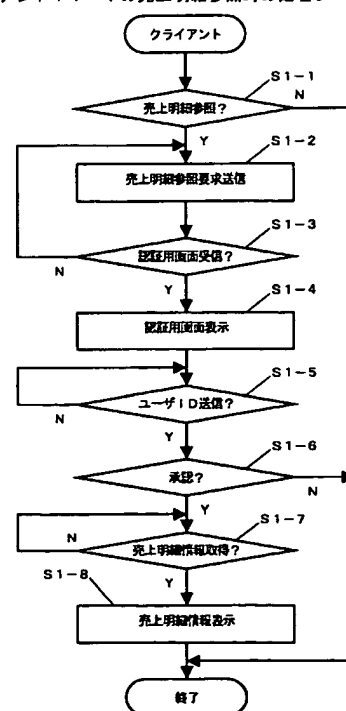 クライアント
S1-1
売上明細参照?
N
Y
S1-2
売上明細参照要求送信
S1-3
認証用画面受信?
N
Y
S1-4
認証用画面表示
S1-5
ユーザID送信?
N
Y
S1-6
承認?
N
Y
S1-7
N
売上明細情報取得?
S1-8
Y
売上明細情報表示
終了